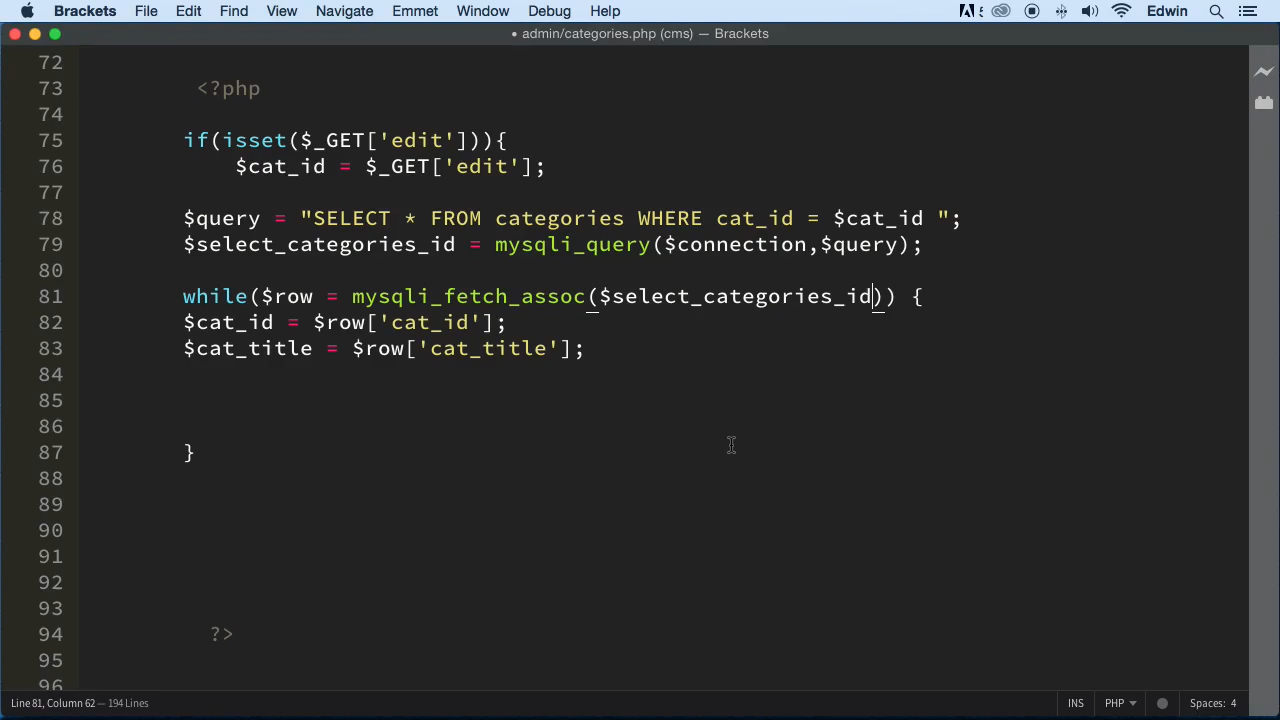 Brackets File Edit Find View Navigate Emmet Window Debug Help Edwin
admin/categories.php (cms) — Brackets
72
73 <?php
74
75 if(isset($_GET['edit'])){
76 $cat_id = $_GET['edit'];
77
78 $query = "SELECT * FROM categories WHERE cat_id = $cat_id ";
79 $select_categories_id = mysqli_query($connection,$query);
80
81 while($row = mysqli_fetch_assoc($select_categories_id)) {
82 $cat_id = $row['cat_id'];
83 $cat_title = $row['cat_title'];
84
85
86
87 }
88
89
90
91
92
93
94 ?>
95
96
Line 81, Column 62 — 194 Lines INS PHP Spaces: 4